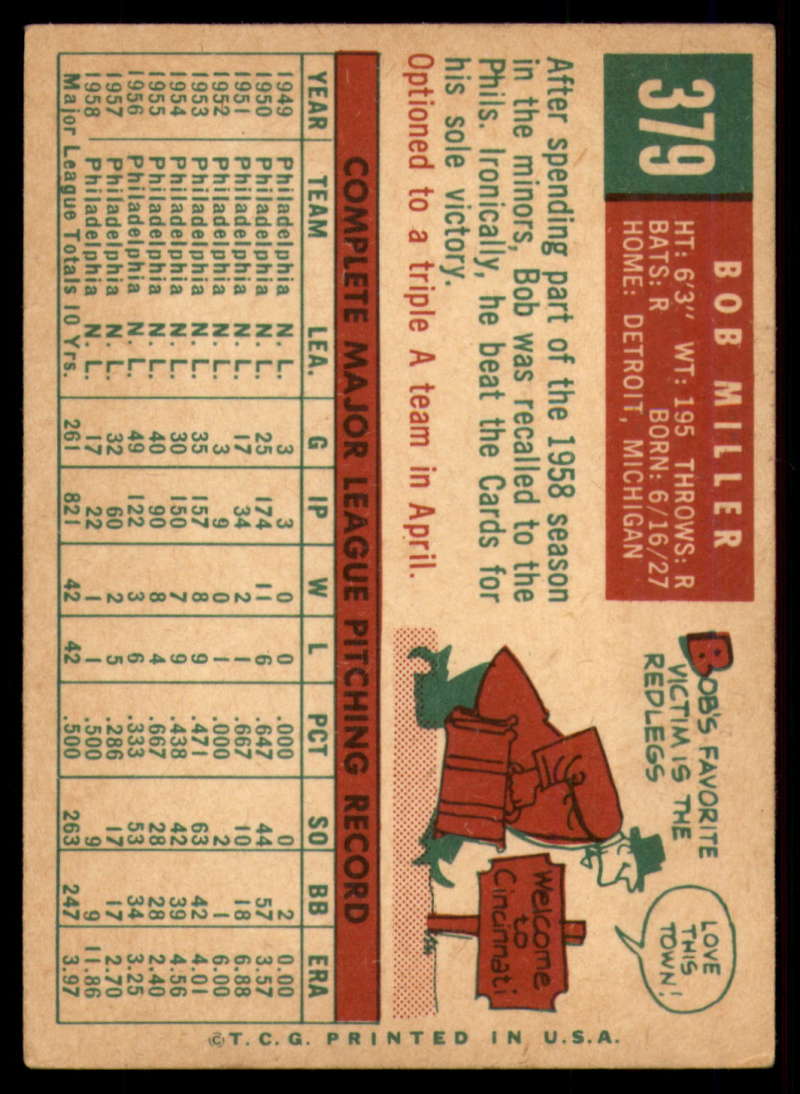 379
BOB MILLER
HT: 6'3" WT: 195 THROWS: R
BATS: R BORN: 6/16/27
HOME: DETROIT, MICHIGAN
After spending part of the 1958 season
in the minors, Bob was recalled to the
Phils. Ironically, he beat the Cards for
his sole victory.
Optioned to a triple A team in April.
BOB'S FAVORITE
VICTIM IS THE
REDLEGS
LOVE
THIS
TOWN!
Welcome
to
Cincinnati
COMPLETE MAJOR LEAGUE PITCHING RECORD
YEAR TEAM LEA. G IP W L PCT SO BB ERA
1949 Philadelphia N. L. 3 3 0 0 .000 0 2 0.00
1950 Philadelphia N. L. 25 174 11 6 .647 44 57 3.57
1951 Philadelphia N. L. 17 34 2 1 .667 10 18 6.88
1952 Philadelphia N. L. 3 9 0 1 .000 2 1 6.00
1953 Philadelphia N. L. 35 157 8 9 .471 63 42 4.01
1954 Philadelphia N. L. 30 150 7 9 .438 42 39 4.56
1955 Philadelphia N. L. 40 90 8 4 .667 28 28 2.40
1956 Philadelphia N. L. 49 122 3 6 .333 53 34 3.25
1957 Philadelphia N. L. 32 60 2 5 .286 17 17 2.70
1958 Philadelphia N. L. 17 22 1 1 .500 9 9 11.86
Major League Totals 10 Yrs. 261 821 42 42 .500 263 247 3.97
©T. C. G. PRINTED IN U.S.A.